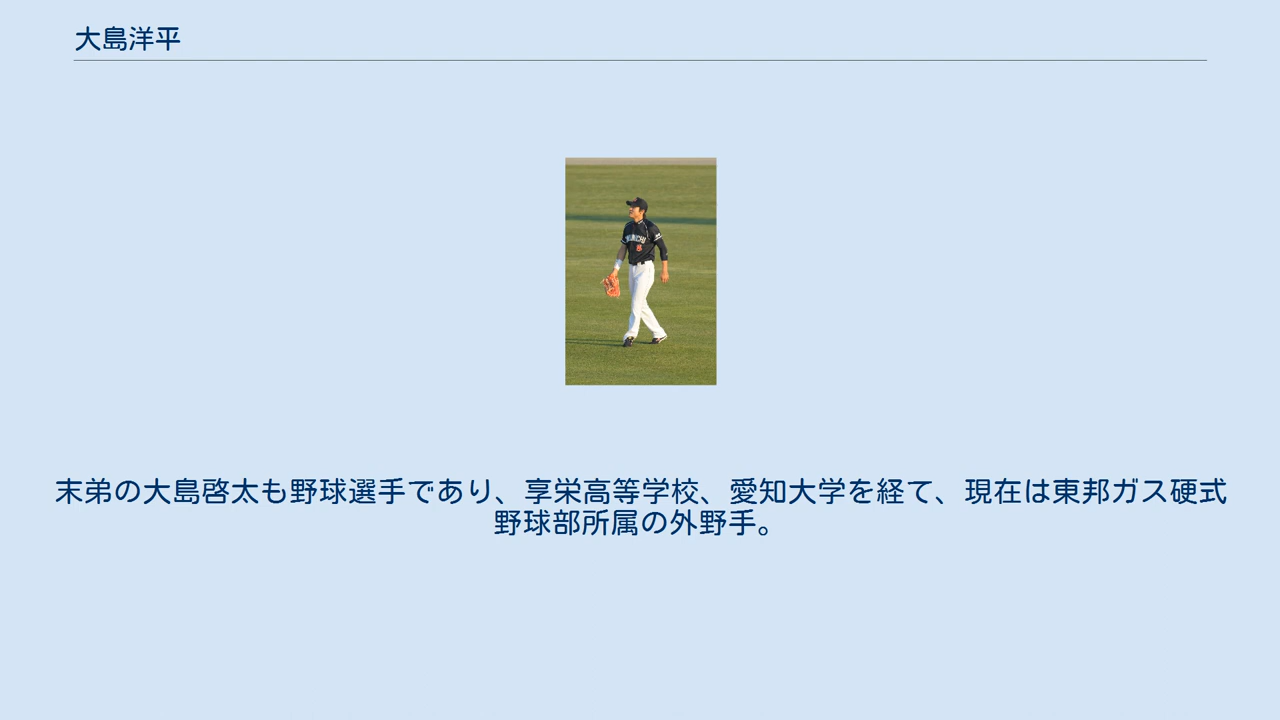 大島洋平
末弟の大島啓太も野球選手であり、享栄高等学校、愛知大学を経て、現在は東邦ガス硬式
野球部所属の外野手。